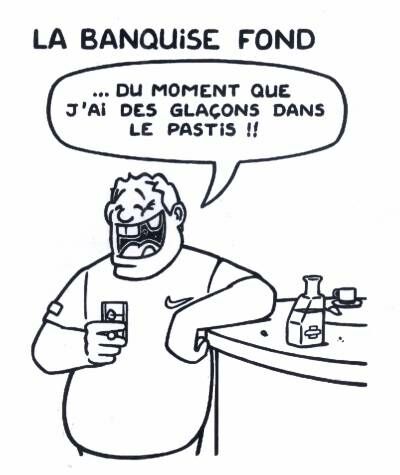 LA BANQUiSE FOND
... DU MOMENT QUE
J'Ai DES GLAÇONS DANS
LE PASTiS !!